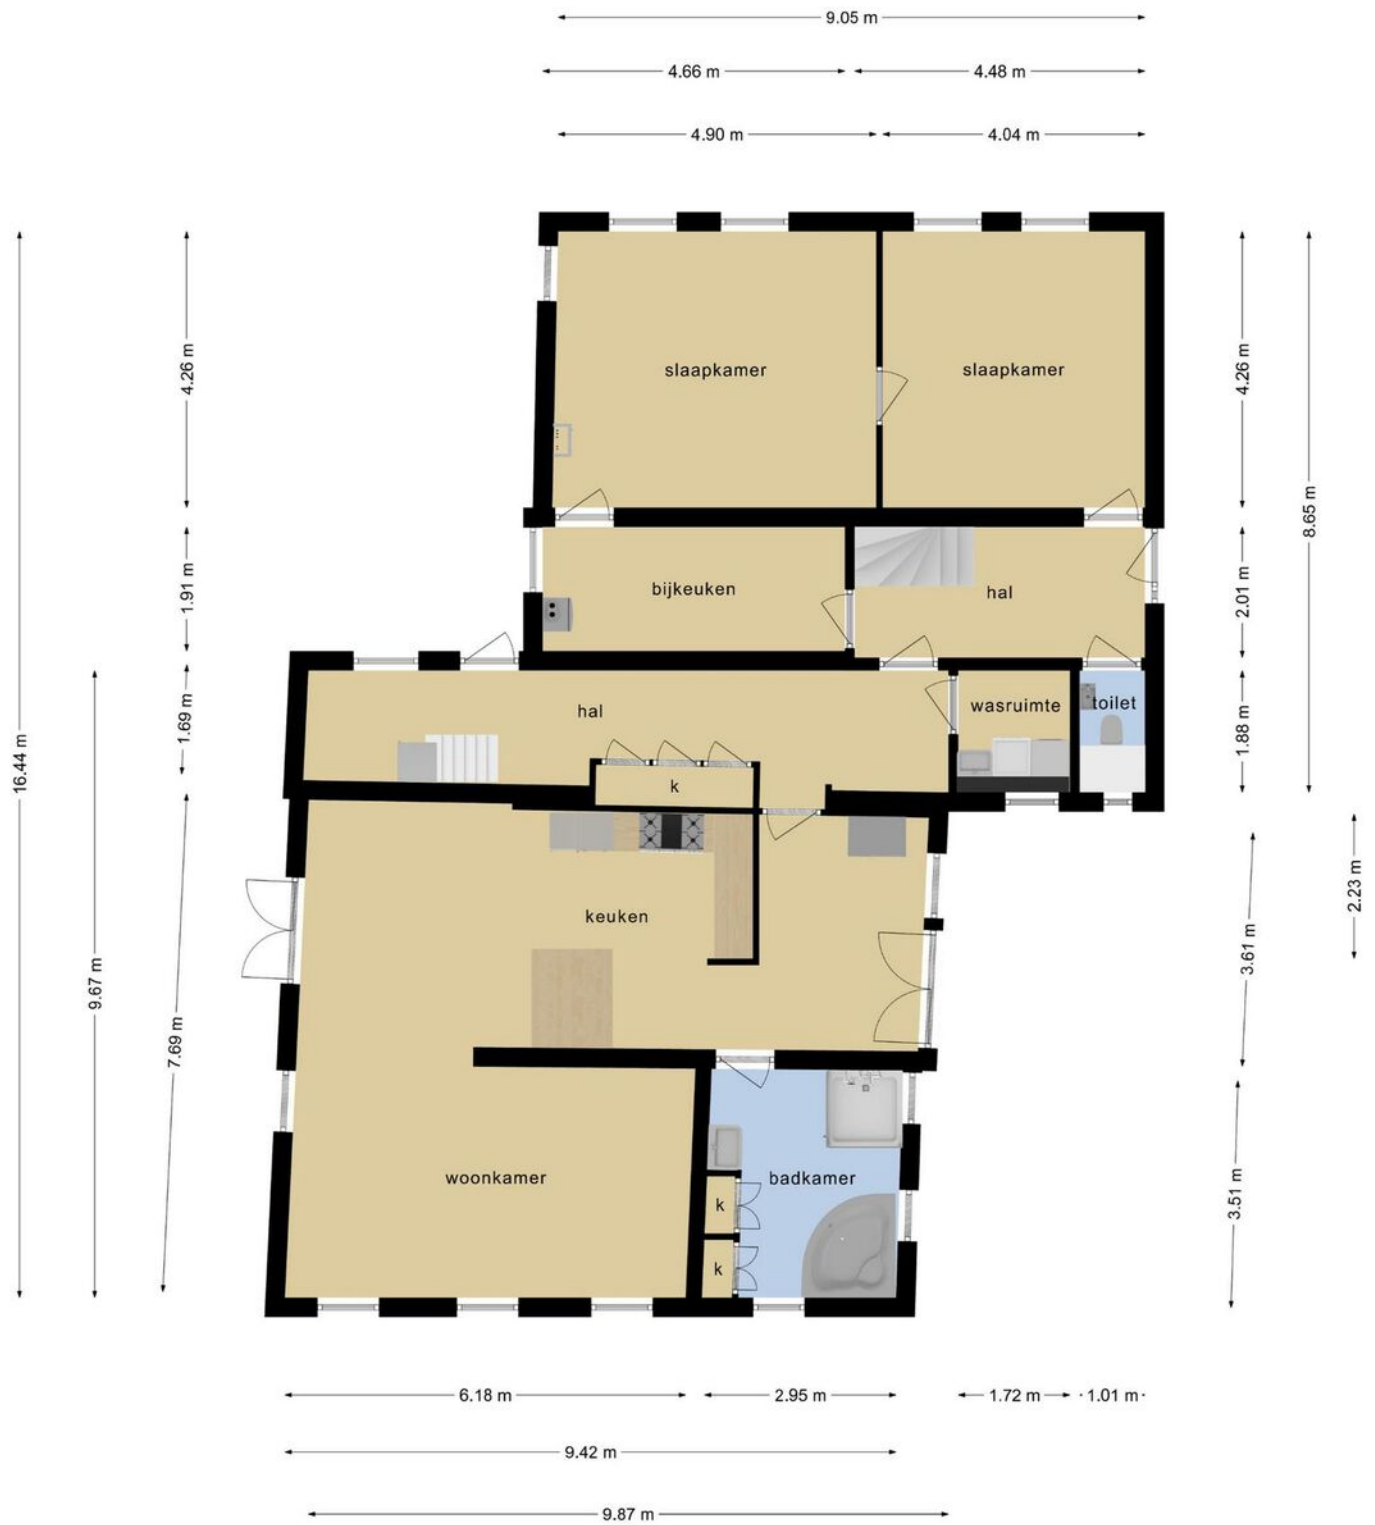 9.05 m
4.66 m
4.48 m
4.90 m
4.04 m
4.26 m
slaapkamer
slaapkamer
4.26 m
8.65 m
1.91 m
bijkeuken
hal
2.01 m
16.44 m
1.69 m
hal
wasruimte
toilet
1.88 m
k
2.23 m
keuken
3.61 m
9.67 m
7.69 m
woonkamer
badkamer
k
3.51 m
k
6.18 m
2.95 m
1.72 m
1.01 m
9.42 m
9.87 m